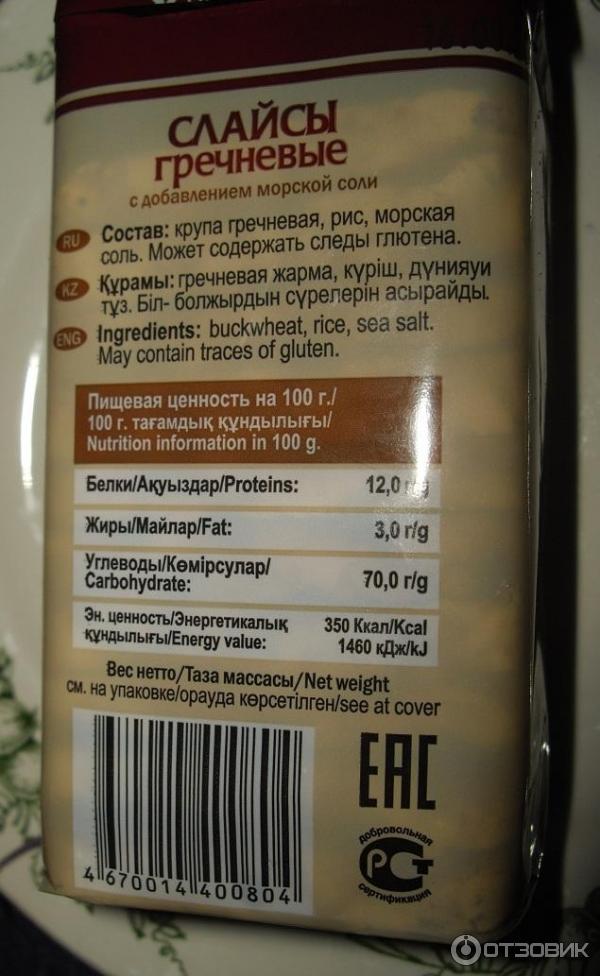 СЛАЙСЫ
гречневые
с добавлением морской соли
RU Состав: крупа гречневая, рис, морская
соль. Может содержать следы глютена.
KZ Құрамы: гречневая жарма, күріш, дүнияуи
тұз. Біл- болжырдын сүрелерін асырайды.
ENG Ingredients: buckwheat, rice, sea salt.
May contain traces of gluten.
Пищевая ценность на 100 г./
100 г. тағамдық құндылығы/
Nutrition information in 100 g.
Белки/Ақуыздар/Proteins: 12,0 г/g
Жиры/Майлар/Fat: 3,0 г/g
Углеводы/Көмірсулар/
Carbohydrate: 70,0 г/g
Эн. ценность/Энергетикалық 350 Ккал/Kcal
құндылығы/Energy value: 1460 кДж/kJ
Вес нетто/Таза массасы/Net weight
см. на упаковке/орауда көрсетілген/see at cover
EAC
добровольная
РСТ
сертификация
4 670014 400804
ОТЗОВИК